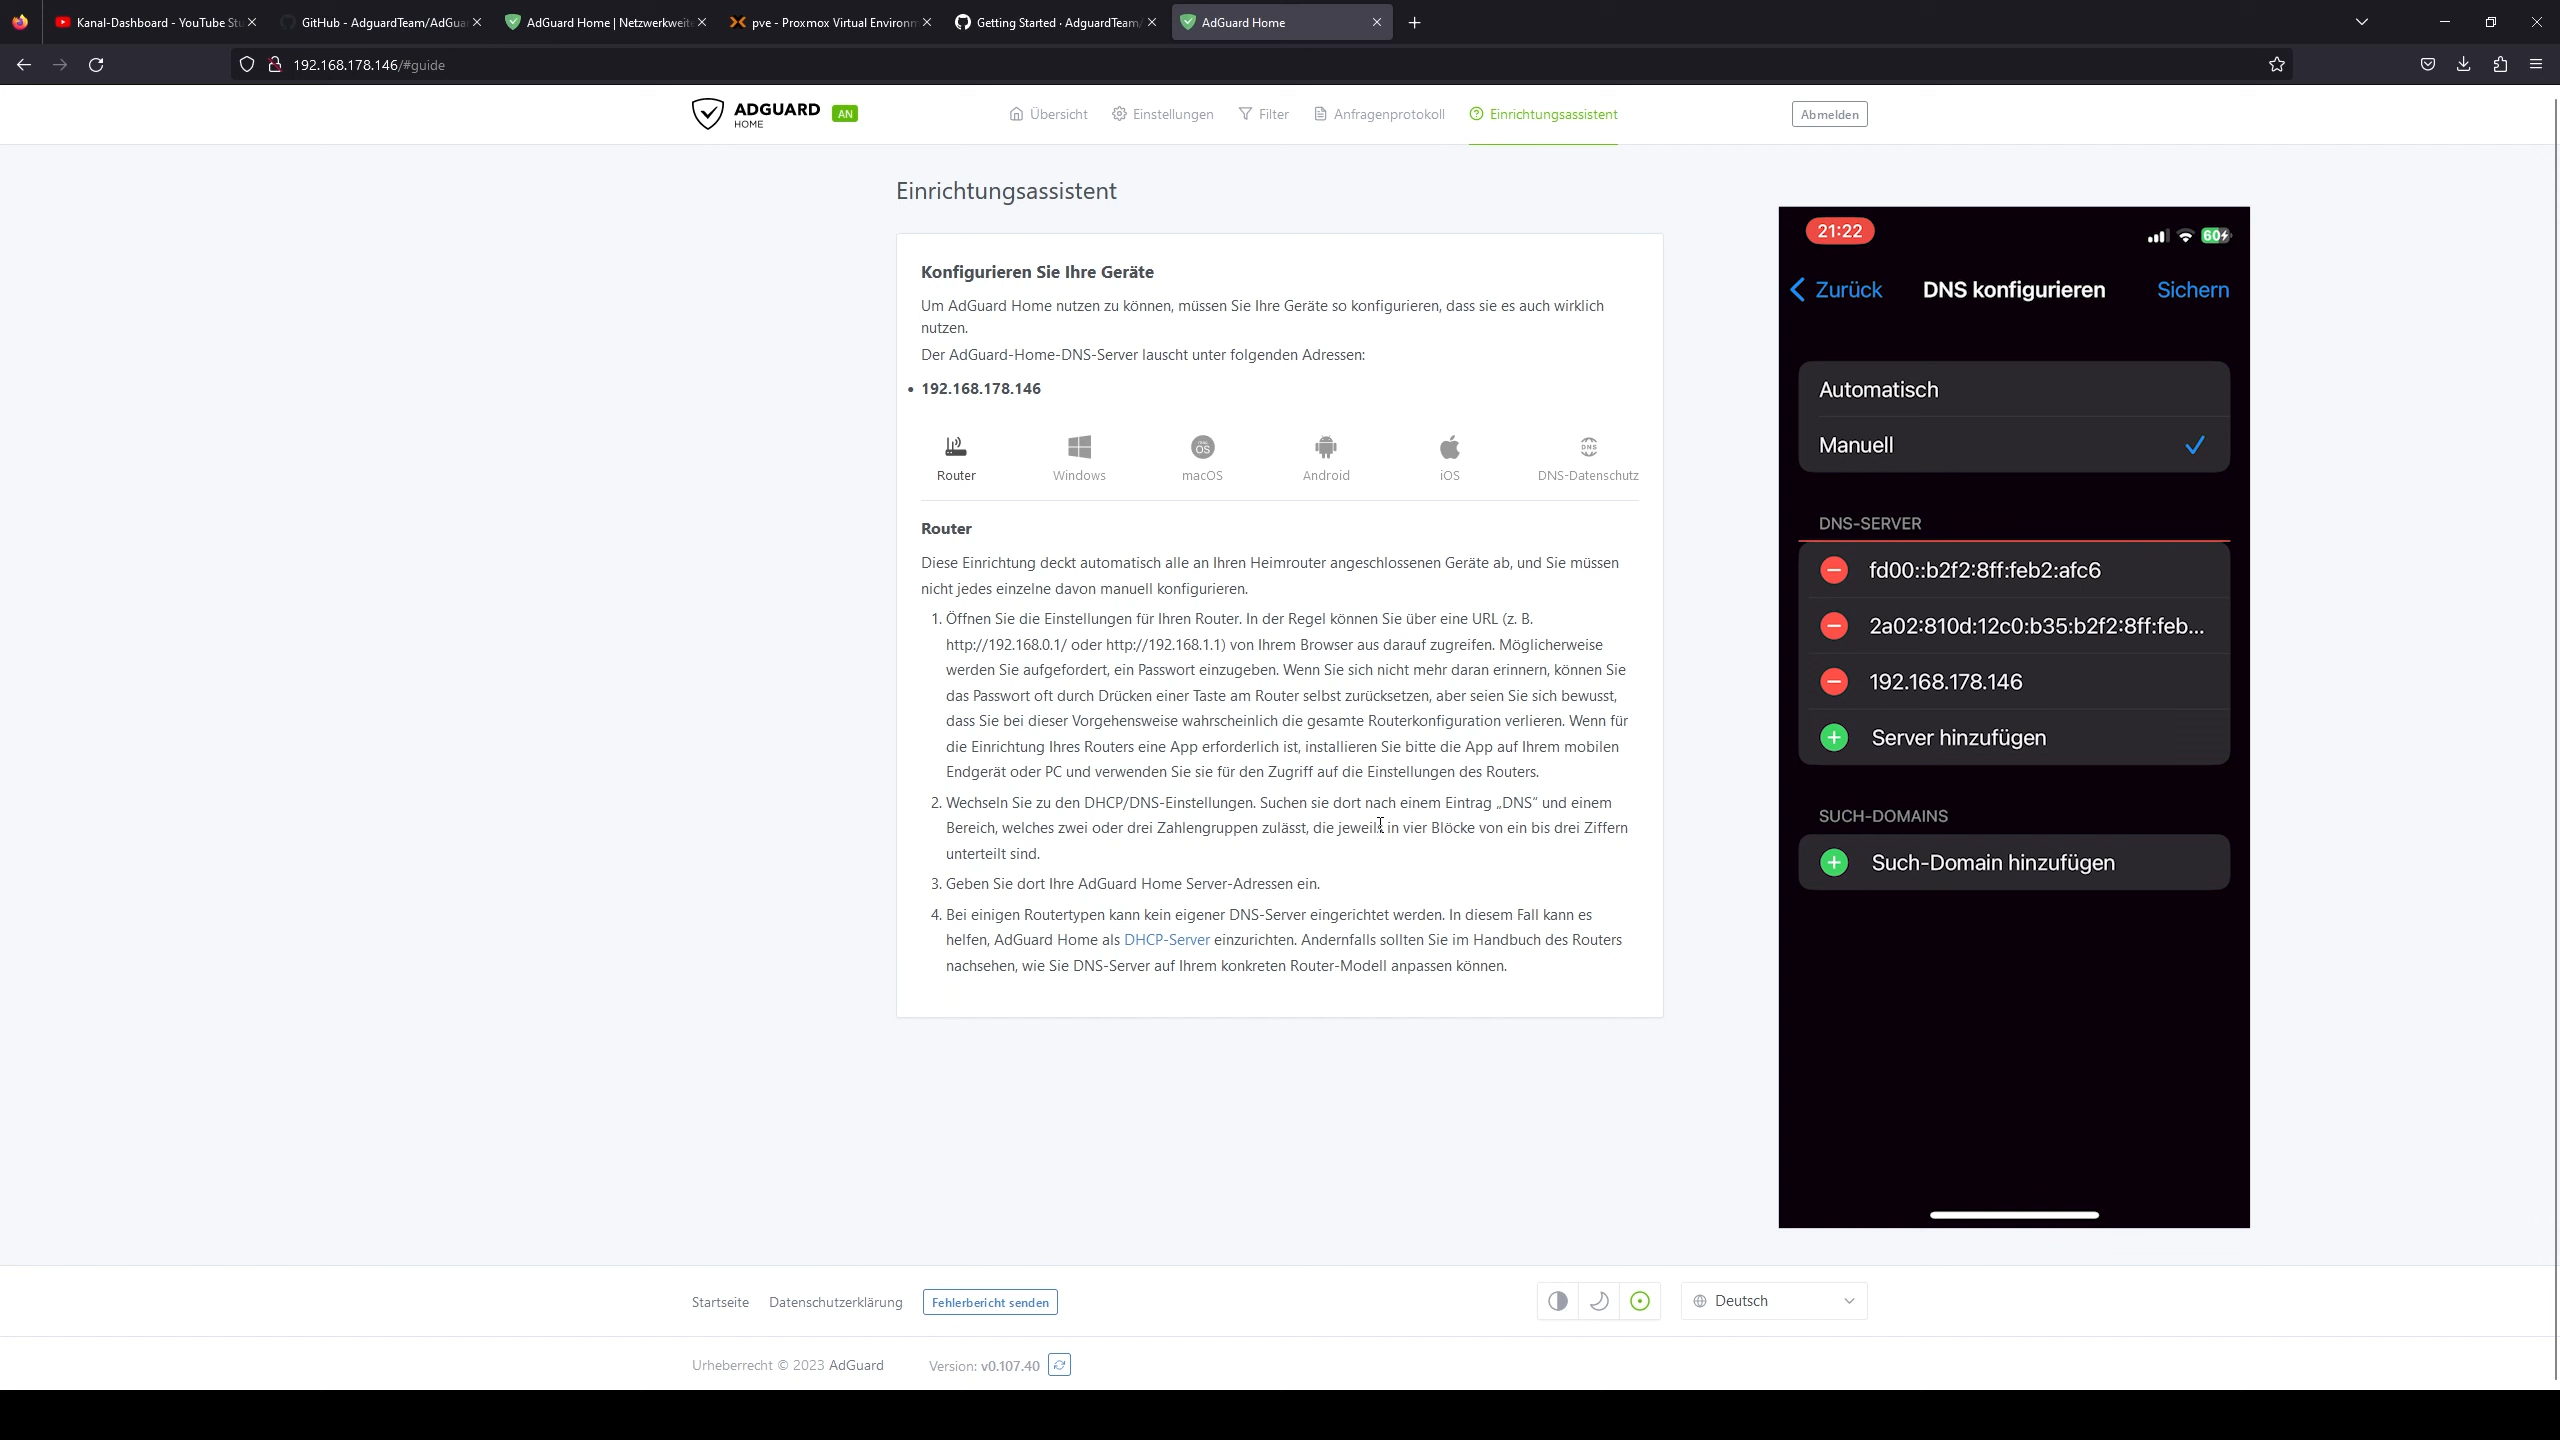 Kanal-Dashboard - YouTube Stu
GitHub - AdguardTeam/AdGua
AdGuard Home | Netzwerkweit
pve - Proxmox Virtual Environm
Getting Started · AdguardTeam/
AdGuard Home
192.168.178.146/#guide
ADGUARD
HOME
AN
Übersicht
Einstellungen
Filter
Anfragenprotokoll
Einrichtungsassistent
Abmelden
Einrichtungsassistent
Konfigurieren Sie Ihre Geräte
Um AdGuard Home nutzen zu können, müssen Sie Ihre Geräte so konfigurieren, dass sie es auch wirklich
nutzen.
Der AdGuard-Home-DNS-Server lauscht unter folgenden Adressen:
• 192.168.178.146
Router
Windows
macOS
Android
iOS
DNS-Datenschutz
Router
Diese Einrichtung deckt automatisch alle an Ihren Heimrouter angeschlossenen Geräte ab, und Sie müssen
nicht jedes einzelne davon manuell konfigurieren.
1. Öffnen Sie die Einstellungen für Ihren Router. In der Regel können Sie über eine URL (z. B.
http://192.168.0.1/ oder http://192.168.1.1) von Ihrem Browser aus darauf zugreifen. Möglicherweise
werden Sie aufgefordert, ein Passwort einzugeben. Wenn Sie sich nicht mehr daran erinnern, können Sie
das Passwort oft durch Drücken einer Taste am Router selbst zurücksetzen, aber seien Sie sich bewusst,
dass Sie bei dieser Vorgehensweise wahrscheinlich die gesamte Routerkonfiguration verlieren. Wenn für
die Einrichtung Ihres Routers eine App erforderlich ist, installieren Sie bitte die App auf Ihrem mobilen
Endgerät oder PC und verwenden Sie sie für den Zugriff auf die Einstellungen des Routers.
2. Wechseln Sie zu den DHCP/DNS-Einstellungen. Suchen sie dort nach einem Eintrag „DNS“ und einem
Bereich, welches zwei oder drei Zahlengruppen zulässt, die jeweils in vier Blöcke von ein bis drei Ziffern
unterteilt sind.
3. Geben Sie dort Ihre AdGuard Home Server-Adressen ein.
4. Bei einigen Routertypen kann kein eigener DNS-Server eingerichtet werden. In diesem Fall kann es
helfen, AdGuard Home als DHCP-Server einzurichten. Andernfalls sollten Sie im Handbuch des Routers
nachsehen, wie Sie DNS-Server auf Ihrem konkreten Router-Modell anpassen können.
21:22
60
Zurück
DNS konfigurieren
Sichern
Automatisch
Manuell
DNS-SERVER
fd00::b2f2:8ff:feb2:afc6
2a02:810d:12c0:b35:b2f2:8ff:feb...
192.168.178.146
Server hinzufügen
SUCH-DOMAINS
Such-Domain hinzufügen
Startseite
Datenschutzerklärung
Fehlerbericht senden
Deutsch
Urheberrecht © 2023 AdGuard
Version: v0.107.40